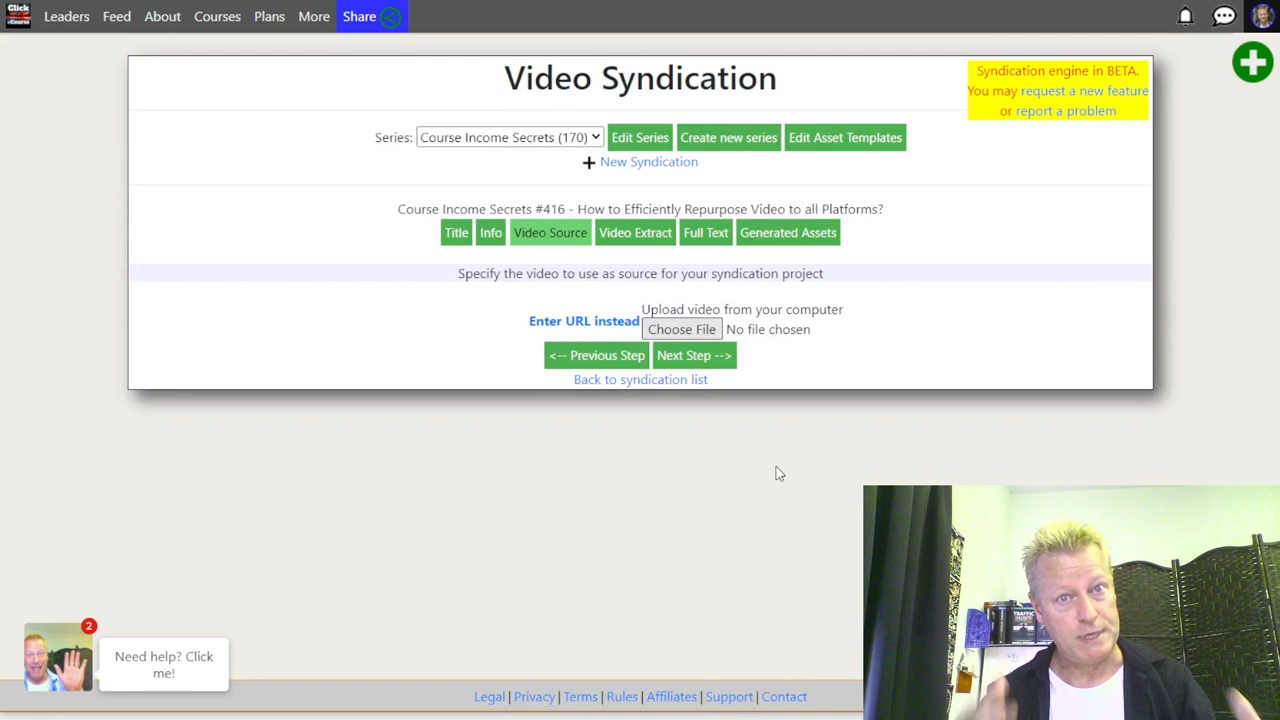 Click
eCourse
Leaders
Feed
About
Courses
Plans
More
Share
Video Syndication
Syndication engine in BETA.
You may request a new feature
or report a problem
Series: Course Income Secrets (170) Edit Series Create new series Edit Asset Templates
New Syndication
Course Income Secrets #416 - How to Efficiently Repurpose Video to all Platforms?
Title Info Video Source Video Extract Full Text Generated Assets
Specify the video to use as source for your syndication project
Upload video from your computer
Enter URL instead
Choose File No file chosen
<-- Previous Step Next Step -->
Back to syndication list
2
Need help? Click
me!
TRAFFIC
Legal | Privacy | Terms | Rules | Affiliates | Support | Contact